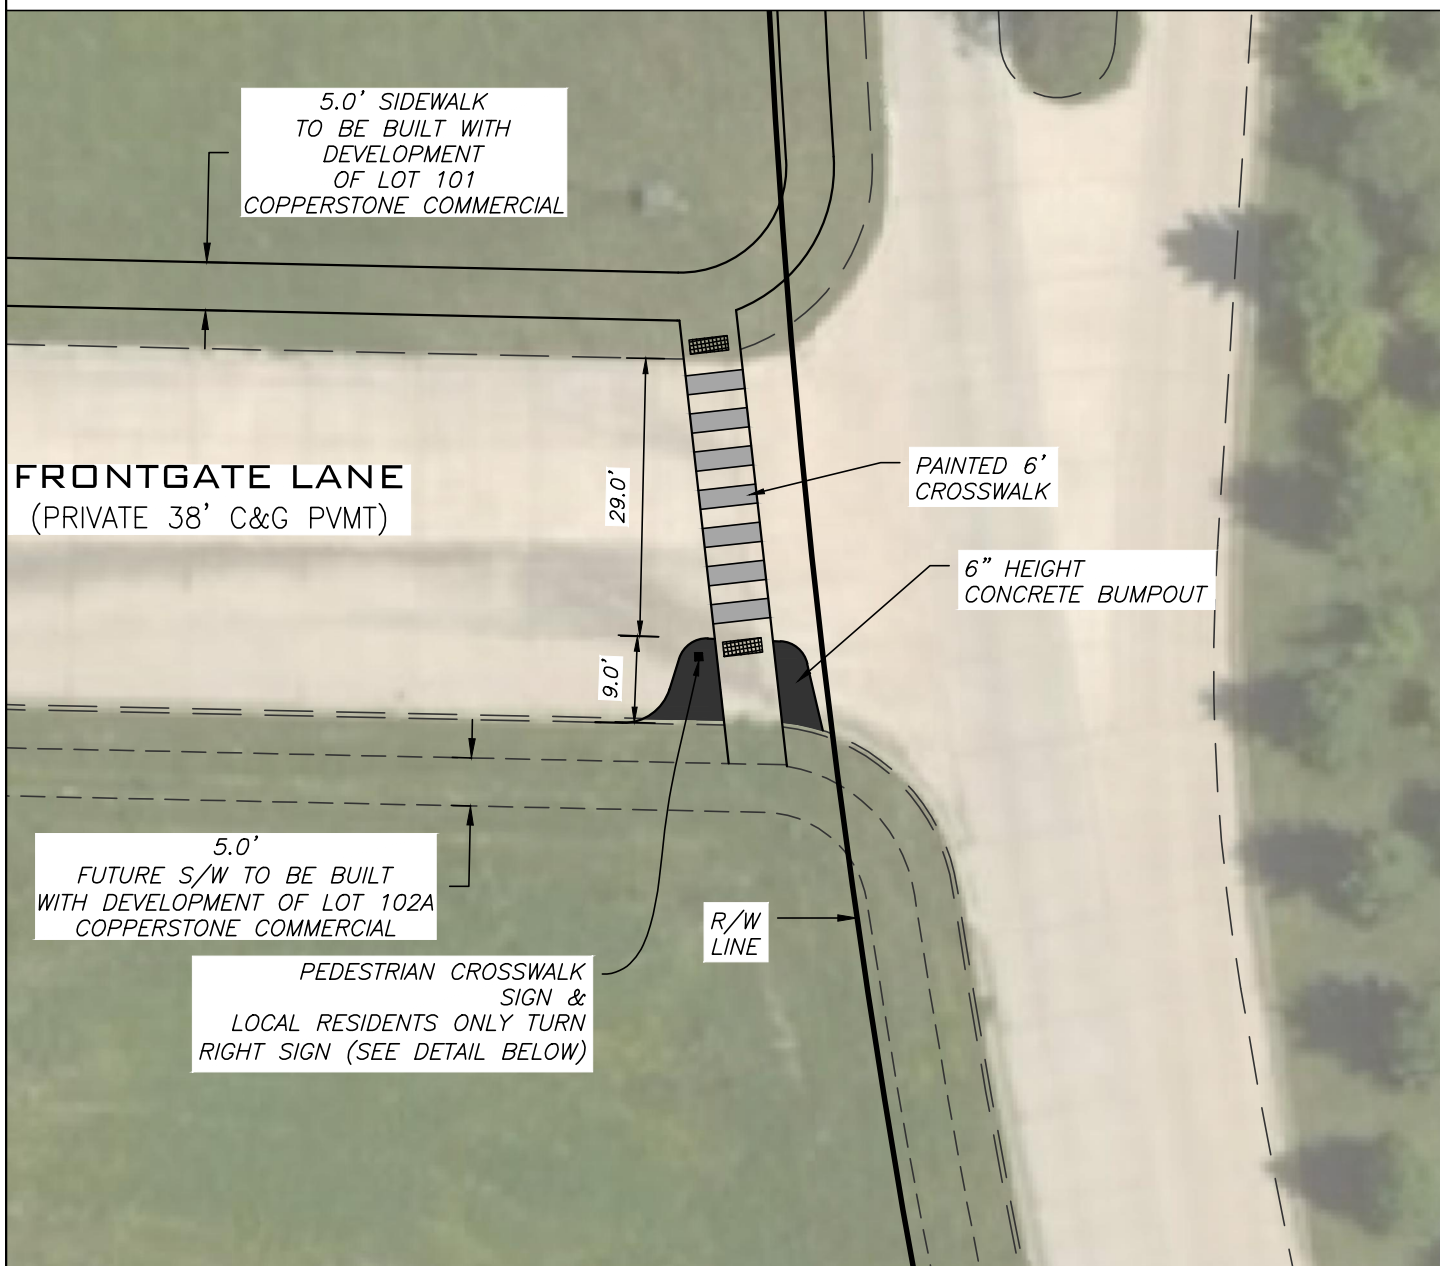 5.0' SIDEWALK
TO BE BUILT WITH
DEVELOPMENT
OF LOT 101
COPPERSTONE COMMERCIAL
FRONTGATE LANE
(PRIVATE 38' C&G PVMT)
29.0'
PAINTED 6'
CROSSWALK
6" HEIGHT
CONCRETE BUMPOUT
9.0'
5.0'
FUTURE S/W TO BE BUILT
WITH DEVELOPMENT OF LOT 102A
COPPERSTONE COMMERCIAL
R/W
LINE
PEDESTRIAN CROSSWALK
SIGN &
LOCAL RESIDENTS ONLY TURN
RIGHT SIGN (SEE DETAIL BELOW)